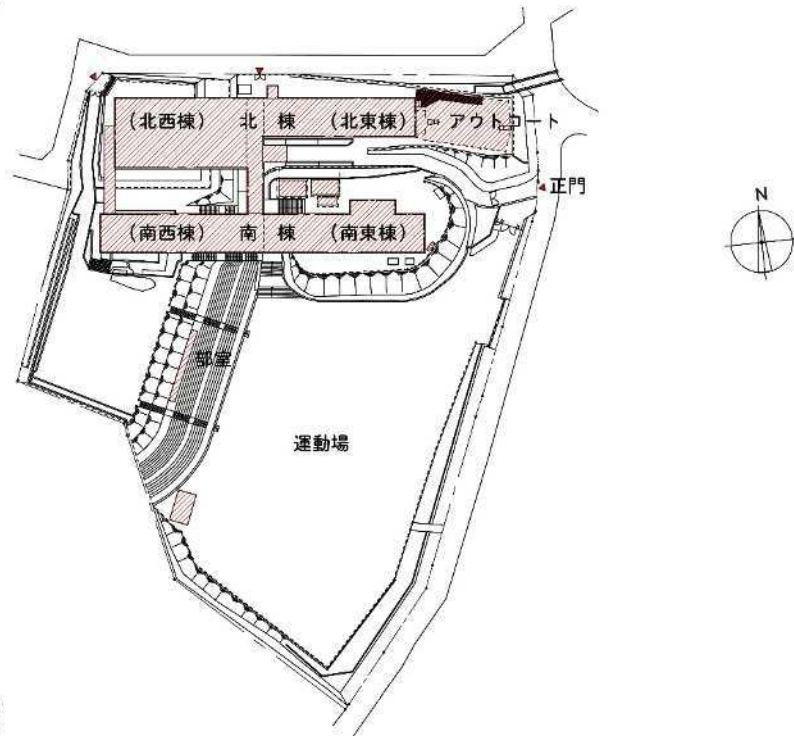 (北西棟) 北 棟 (北東棟) アウトコート
正門
N
(南西棟) 南 棟 (南東棟)
部室
運動場